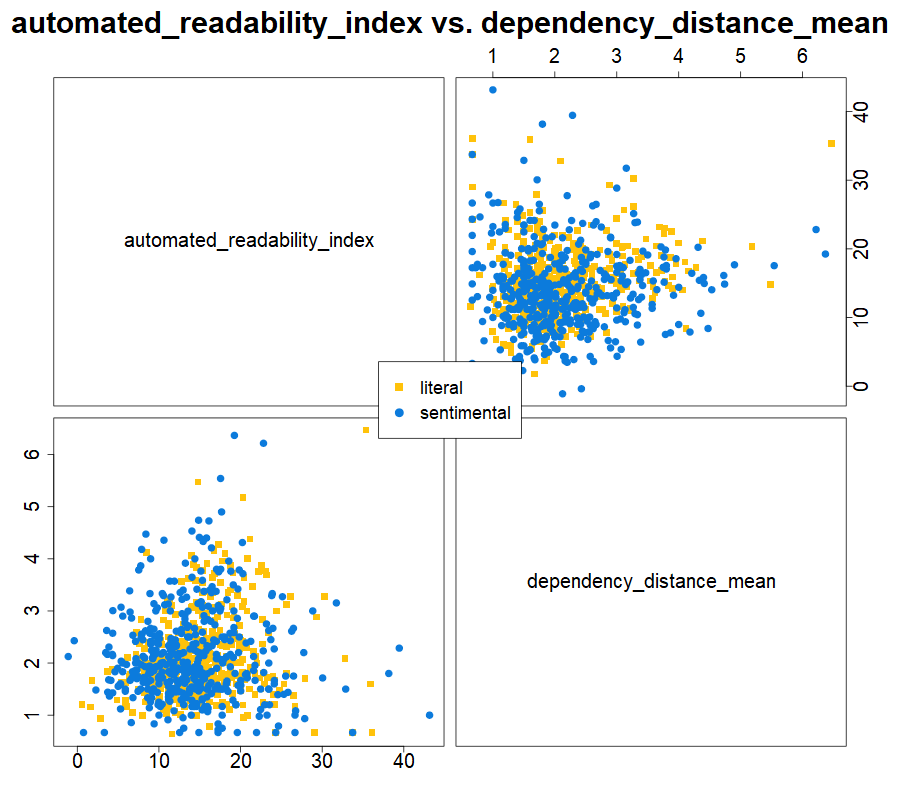 automated_readability_index vs. dependency_distance_mean
1 2 3 4 5 6
40
30
20
10
0
automated_readability_index
literal
sentimental
6
5
4
3
2
1
dependency_distance_mean
0 10 20 30 40